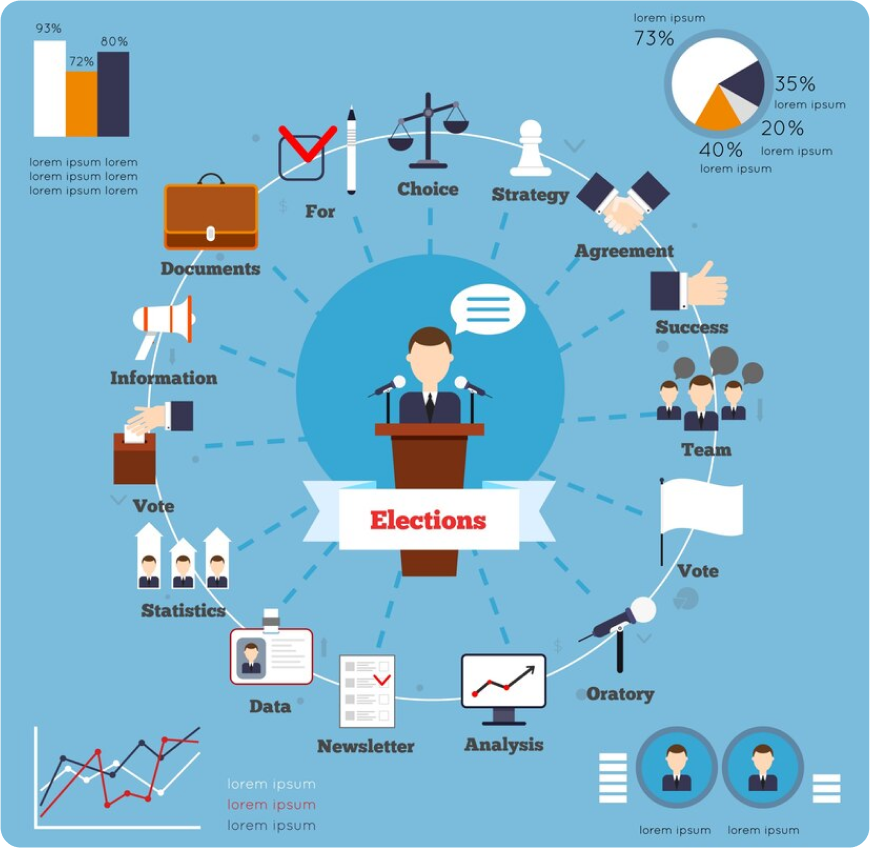 93%
80%
72%
lorem ipsum lorem
lorem ipsum lorem
lorem ipsum lorem
lorem ipsum
73%
35%
lorem ipsum
20%
lorem ipsum
40%
lorem ipsum
For
Choice
Strategy
Agreement
Success
Team
Vote
Oratory
Analysis
Newsletter
Data
Statistics
Vote
Information
Documents
Elections
lorem ipsum
lorem ipsum
lorem ipsum
lorem ipsum
lorem ipsum